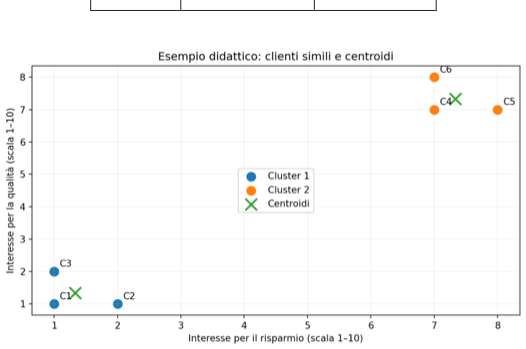 Esempio didattico: clienti simili e centroidi
8
7
6
5
4
3
2
1
Interesse per la qualità (scala 1–10)
C6
C4
C5
Cluster 1
Cluster 2
Centroidi
C3
C1
C2
1 2 3 4 5 6 7 8
Interesse per il risparmio (scala 1–10)